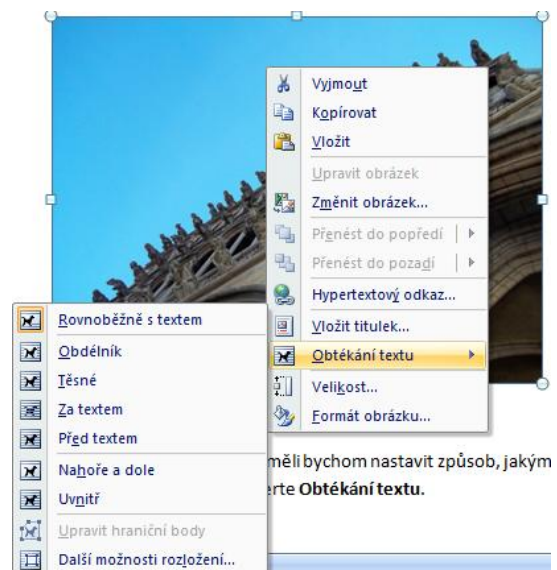 Vyjmout
Kopírovat
Vložit
Upravit obrázek
Změnit obrázek...
Přenést do popředí
Přenést do pozadí
Hypertextový odkaz...
Vložit titulek...
Obtékání textu
Velikost...
Formát obrázku...
Rovnoběžně s textem
Obdélník
Těsné
Za textem
Před textem
Nahoře a dole
Uvnitř
Upravit hraniční body
Další možnosti rozložení...
měli bychom nastavit způsob, jakým
Obtékání textu.